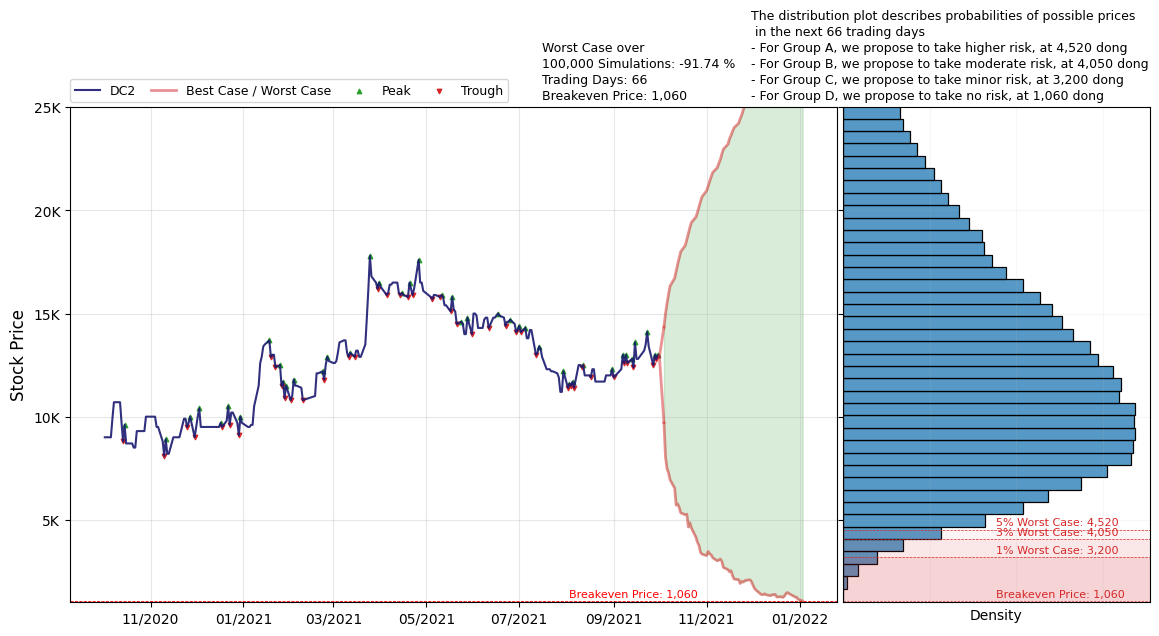 The distribution plot describes probabilities of possible prices
in the next 66 trading days
- For Group A, we propose to take higher risk, at 4,520 dong
- For Group B, we propose to take moderate risk, at 4,050 dong
- For Group C, we propose to take minor risk, at 3,200 dong
- For Group D, we propose to take no risk, at 1,060 dong
Worst Case over
100,000 Simulations: -91.74 %
Trading Days: 66
Breakeven Price: 1,060
DC2
Best Case / Worst Case
Peak
Trough
Stock Price
25K
20K
15K
10K
5K
Breakeven Price: 1,060
11/2020
01/2021
03/2021
05/2021
07/2021
09/2021
11/2021
01/2022
5% Worst Case: 4,520
3% Worst Case: 4,050
1% Worst Case: 3,200
Breakeven Price: 1,060
Density